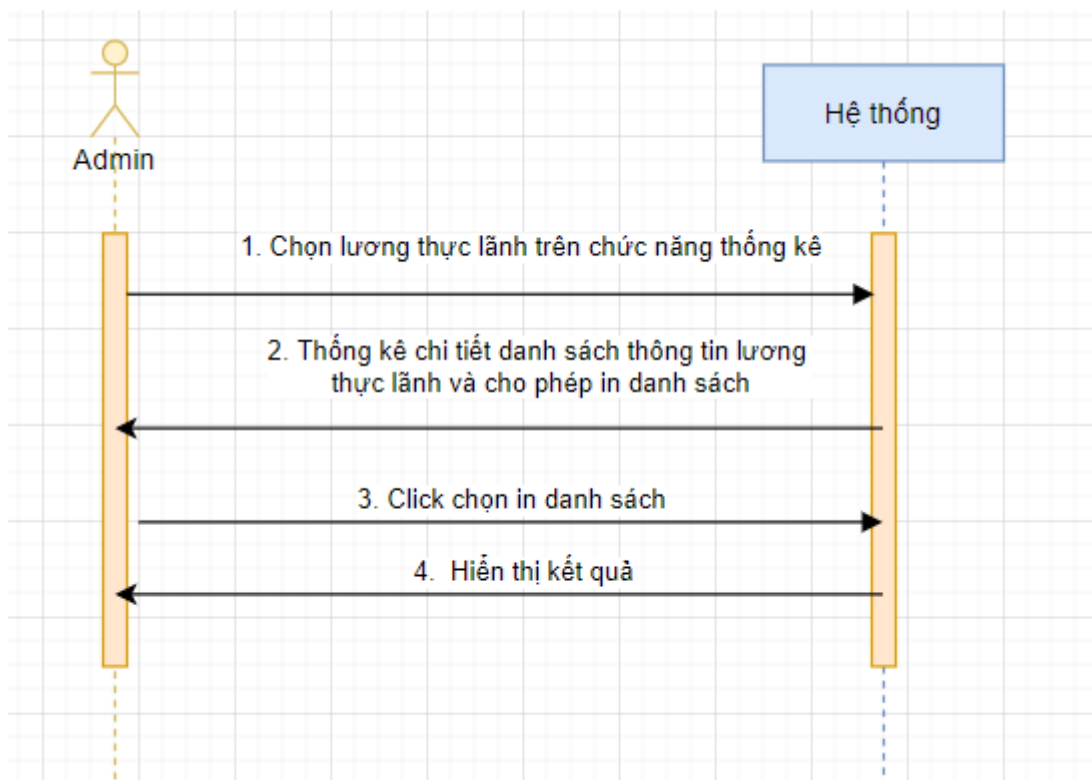 Hệ thống
Admin
1. Chọn lương thực lãnh trên chức năng thống kê
2. Thống kê chi tiết danh sách thông tin lương
thực lãnh và cho phép in danh sách
3. Click chọn in danh sách
4. Hiển thị kết quả